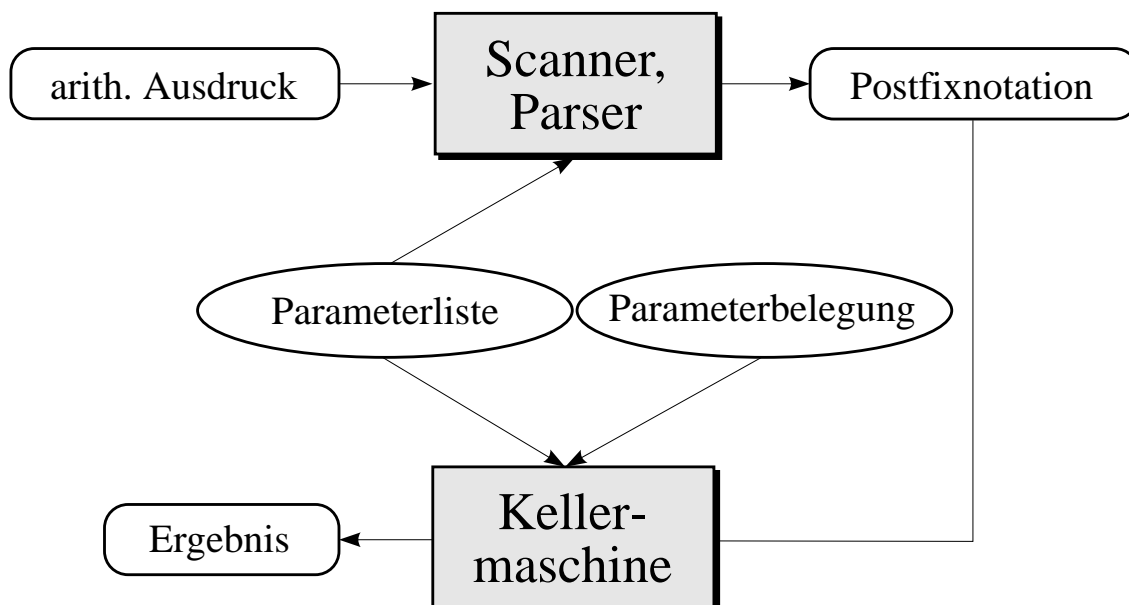 arith. Ausdruck
Scanner,
Parser
Postfixnotation
Parameterliste
Parameterbelegung
Ergebnis
Keller-
maschine